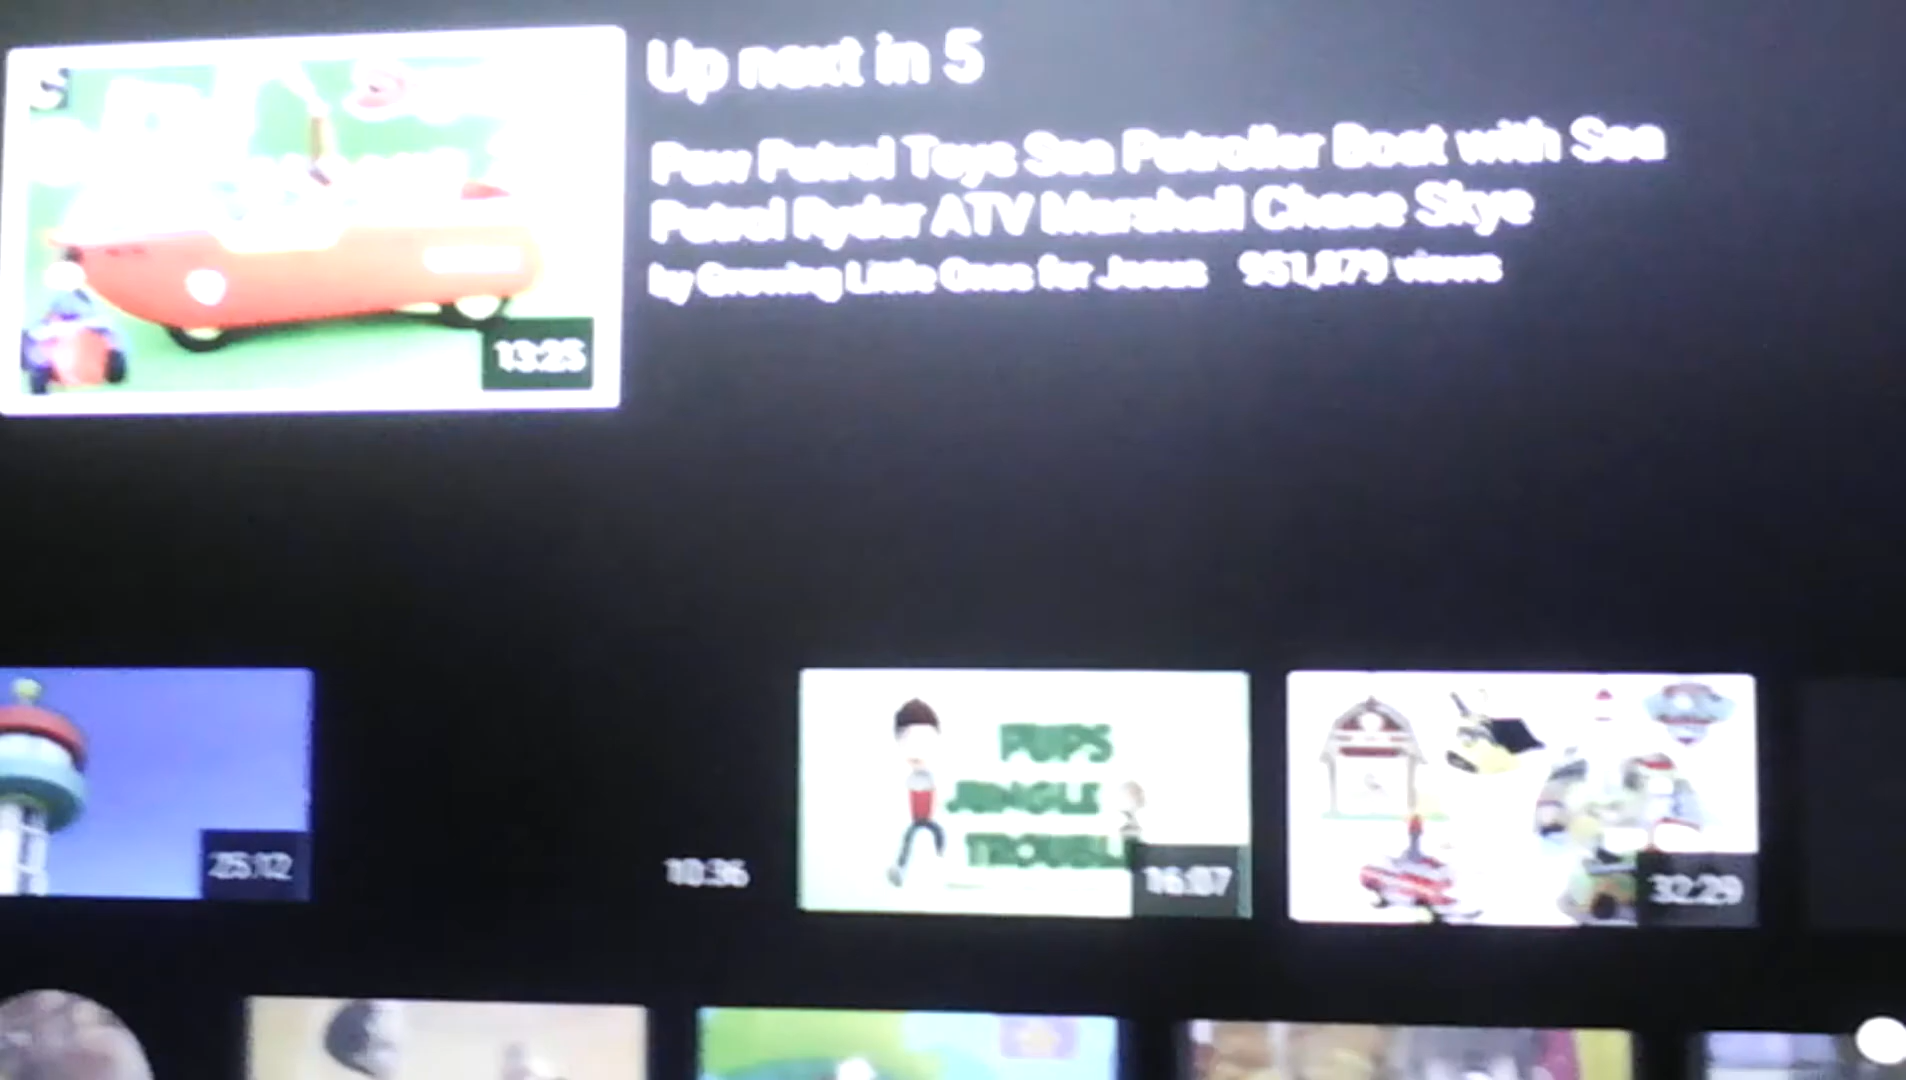 Up next in 5
Paw Patrol Toys Sea Patroller Boat with Sea
Patrol Ryder ATV Marshall Chase Skye
by Growing Little Ones for Jesus 951,879 views
13:25
25:12
10:36
PUPS
JUNGLE
TROUBL
16:07
32:29